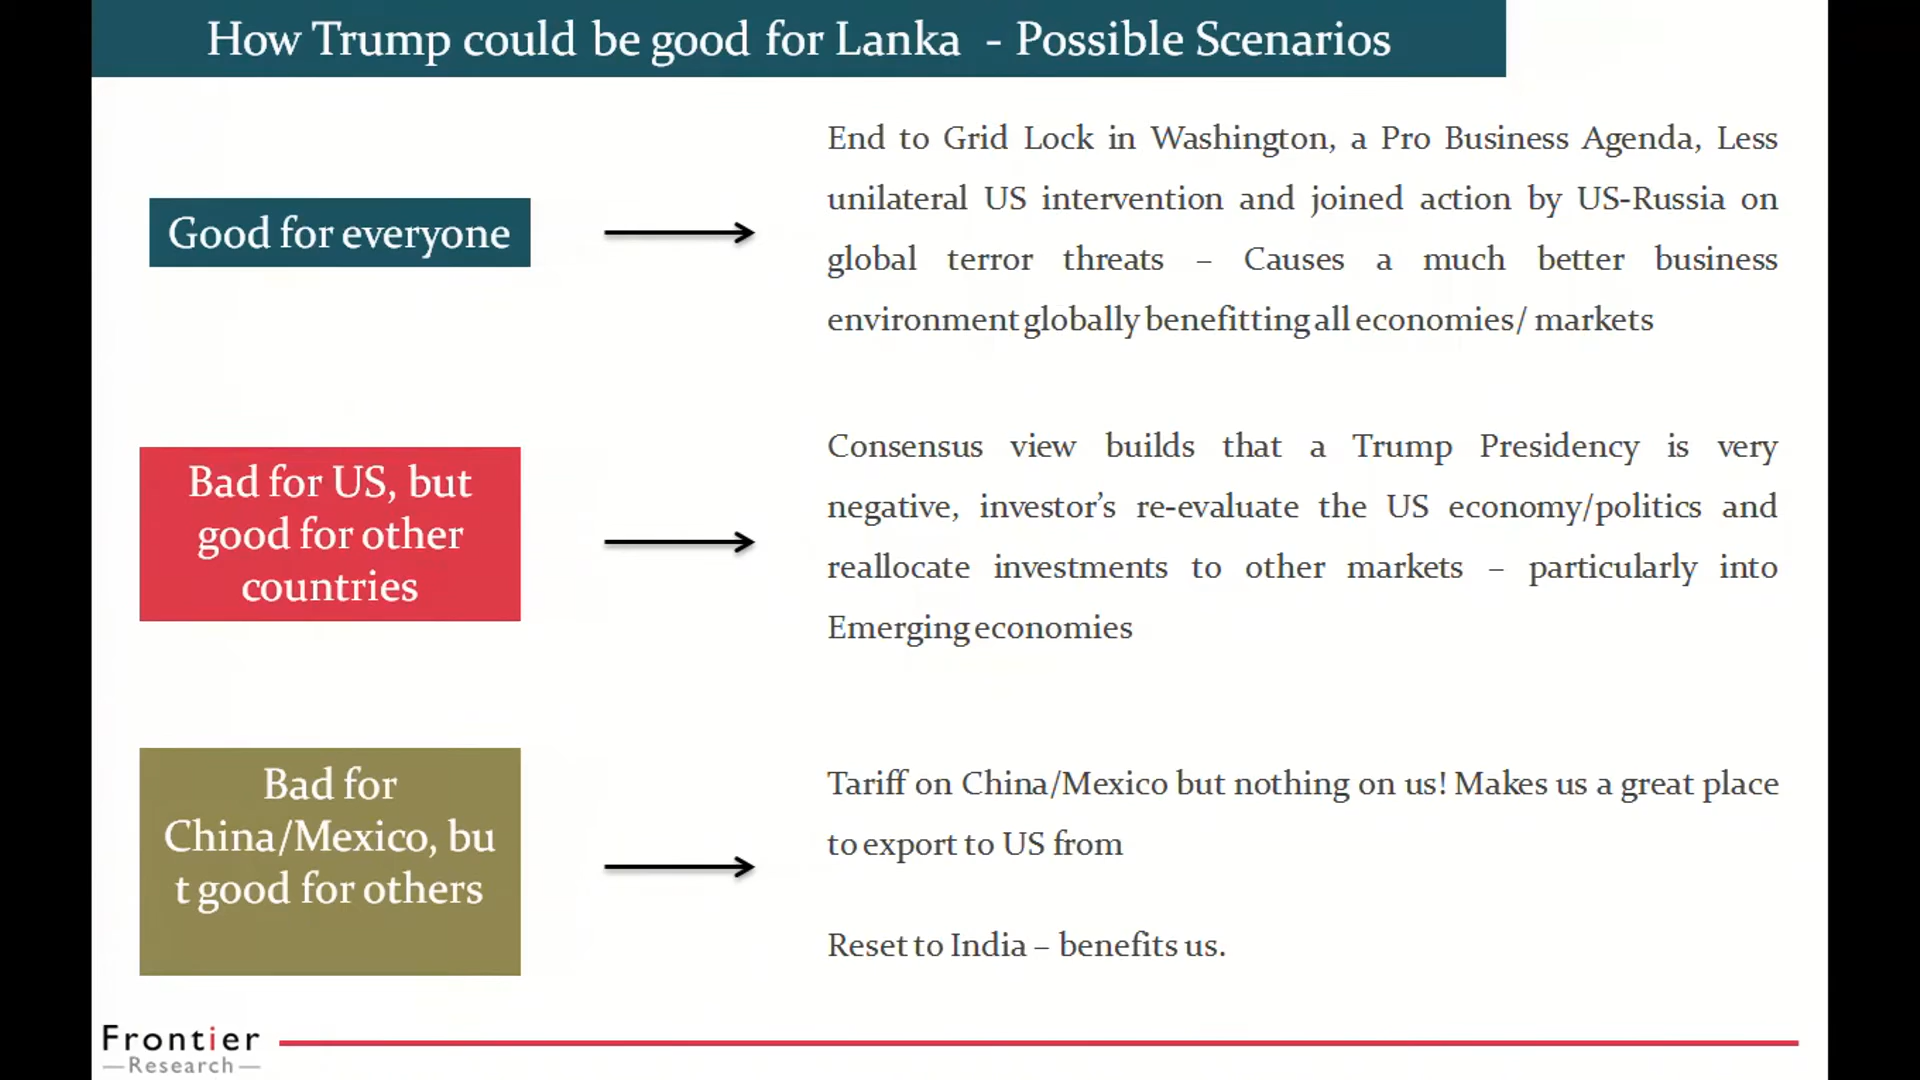 How Trump could be good for Lanka - Possible Scenarios
Good for everyone
End to Grid Lock in Washington, a Pro Business Agenda, Less
unilateral US intervention and joined action by US-Russia on
global terror threats – Causes a much better business
environment globally benefitting all economies/ markets
Bad for US, but
good for other
countries
Consensus view builds that a Trump Presidency is very
negative, investor’s re-evaluate the US economy/politics and
reallocate investments to other markets – particularly into
Emerging economies
Bad for
China/Mexico, bu
t good for others
Tariff on China/Mexico but nothing on us! Makes us a great place
to export to US from
Reset to India – benefits us.
Frontier
—Research—